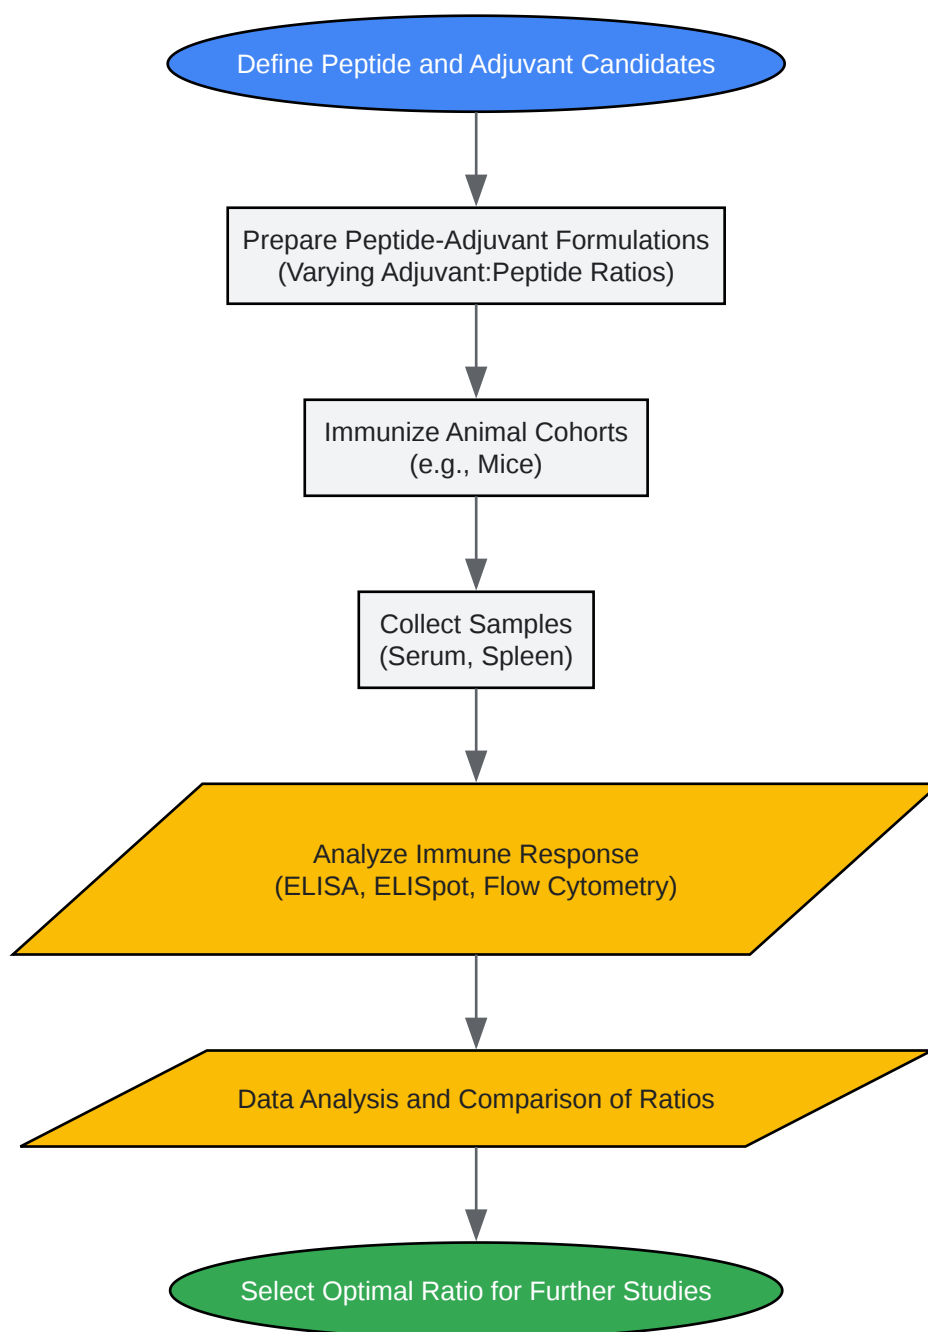 Define Peptide and Adjuvant Candidates
Prepare Peptide-Adjuvant Formulations
(Varying Adjuvant:Peptide Ratios)
Immunize Animal Cohorts
(e.g., Mice)
Collect Samples
(Serum, Spleen)
Analyze Immune Response
(ELISA, ELISpot, Flow Cytometry)
Data Analysis and Comparison of Ratios
Select Optimal Ratio for Further Studies